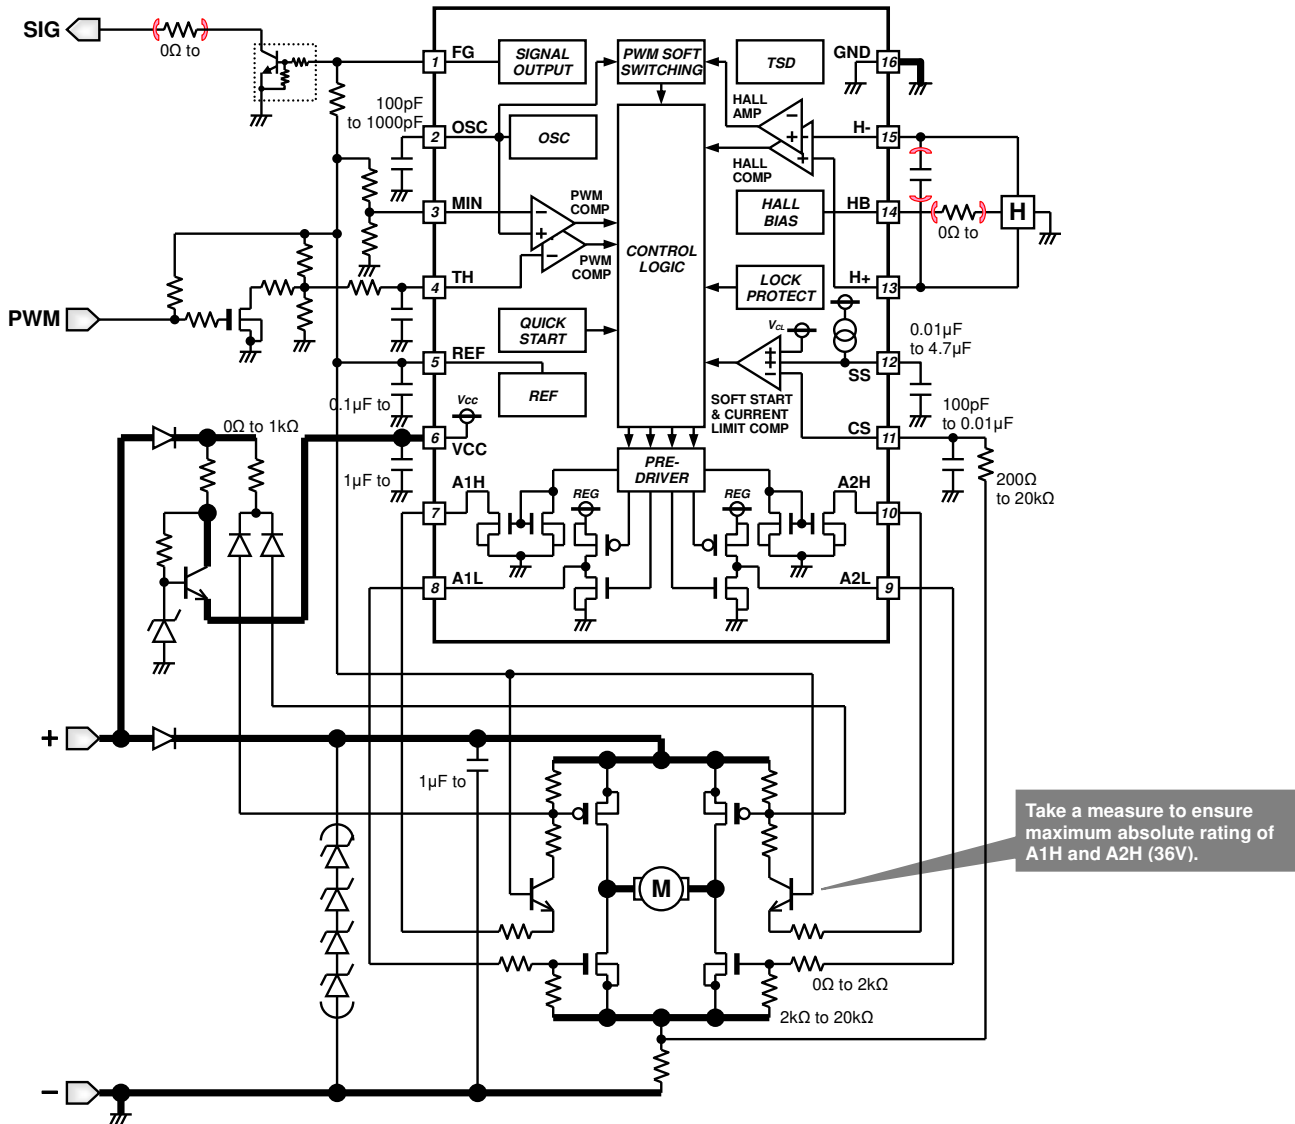 SIG
0Ω to
1
FG
SIGNAL
OUTPUT
PWM SOFT
SWITCHING
TSD
GND
16
100pF
to 1000pF
2
OSC
OSC
HALL
AMP
H-
15
HALL
COMP
3
MIN
PWM
COMP
PWM
COMP
CONTROL
LOGIC
HALL
BIAS
HB
14
0Ω to
H
4
TH
LOCK
PROTECT
H+
13
PWM
QUICK
START
VCL
0.01µF
to 4.7µF
5
REF
REF
SS
12
0.1µF to
SOFT START
& CURRENT
LIMIT COMP
100pF
to 0.01µF
0Ω to 1kΩ
Vcc
6
VCC
CS
11
1µF to
PRE-
DRIVER
200Ω
to 20kΩ
A1H
7
REG
REG
A2H
10
A1L
8
A2L
9
+
1µF to
Take a measure to ensure
maximum absolute rating of
A1H and A2H (36V).
M
0Ω to 2kΩ
2kΩ to 20kΩ
−